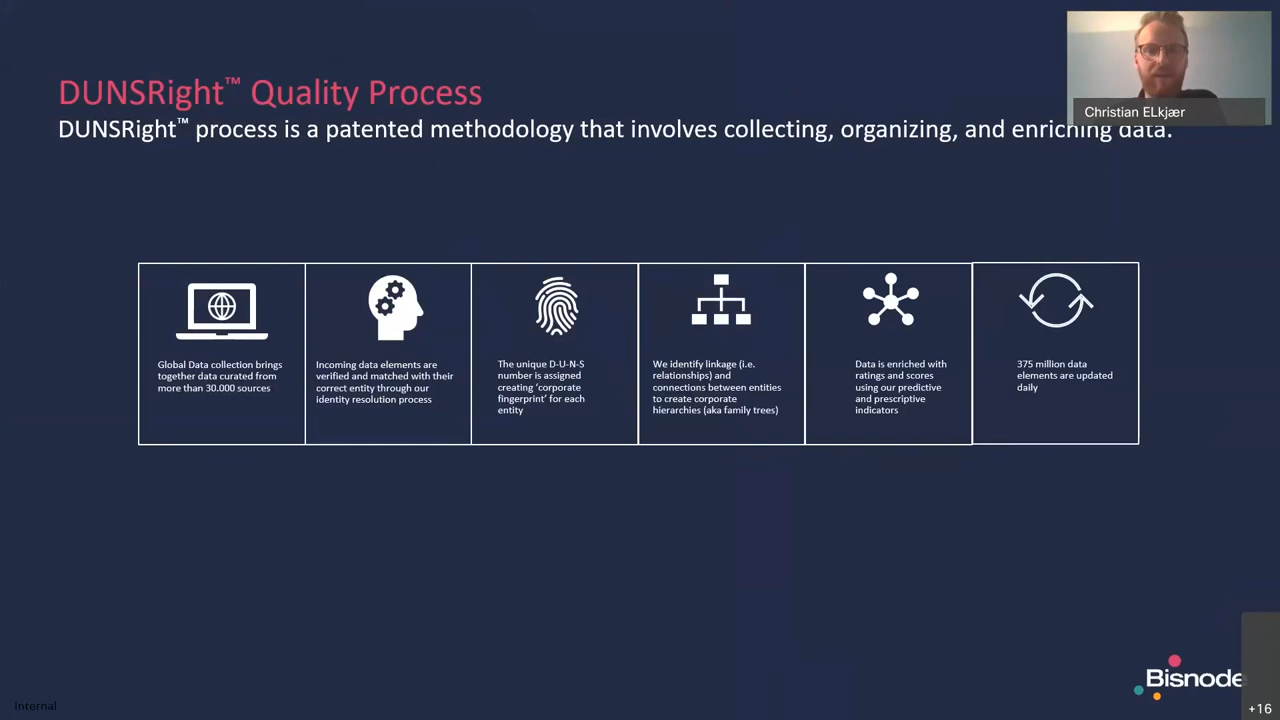 DUNSRight™ Quality Process
DUNSRight™ process is a patented methodology that involves collecting, organizing, and enriching data.
Christian ELkjær
Global Data collection brings
together data curated from
more than 30.000 sources
Incoming data elements are
verified and matched with their
correct entity through our
identity resolution process
The unique D-U-N-S
number is assigned
creating ‘corporate
fingerprint’ for each
entity
We identify linkage (i.e.
relationships) and
connections between entities
to create corporate
hierarchies (aka family trees)
Data is enriched with
ratings and scores
using our predictive
and prescriptive
indicators
375 million data
elements are updated
daily
Bisnode
Internal
+16